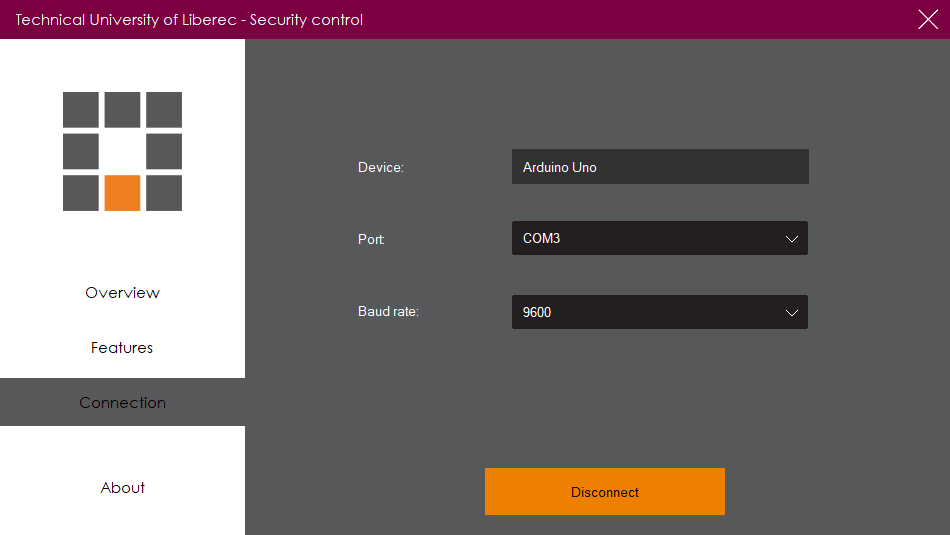 Technical University of Liberec - Security control
Overview
Features
Connection
About
Device:
Arduino Uno
Port:
COM3
Baud rate:
9600
Disconnect